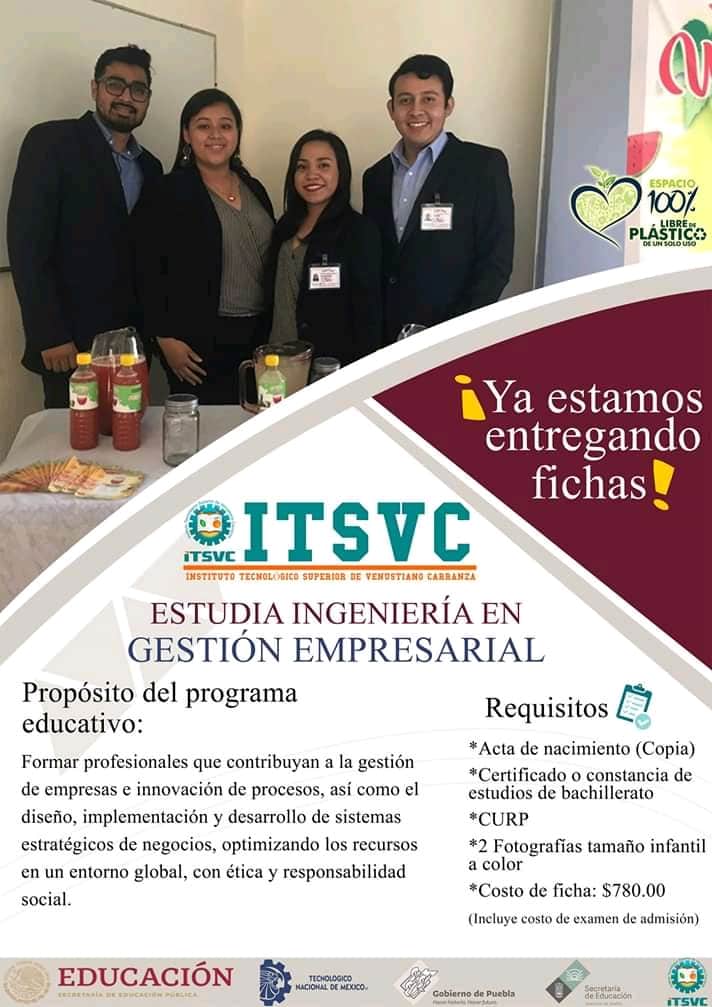 ESPACIO
100%
LIBRE DE
PLÁSTICO
DE UN SOLO USO
¡Ya estamos
entregando
fichas!
ITSVC
ITSVC
INSTITUTO TECNOLÓGICO SUPERIOR DE VENUSTIANO CARRANZA
ESTUDIA INGENIERÍA EN
GESTIÓN EMPRESARIAL
Propósito del programa
educativo:
Formar profesionales que contribuyan a la gestión
de empresas e innovación de procesos, así como el
diseño, implementación y desarrollo de sistemas
estratégicos de negocios, optimizando los recursos
en un entorno global, con ética y responsabilidad
social.
Requisitos
*Acta de nacimiento (Copia)
*Certificado o constancia de
estudios de bachillerato
*CURP
*2 Fotografías tamaño infantil
a color
*Costo de ficha: $780.00
(Incluye costo de examen de admisión)
EDUCACIÓN
SECRETARÍA DE EDUCACIÓN PÚBLICA
TECNOLÓGICO
NACIONAL DE MÉXICO
Gobierno de Puebla
Secretaría
de Educación
ITSVC